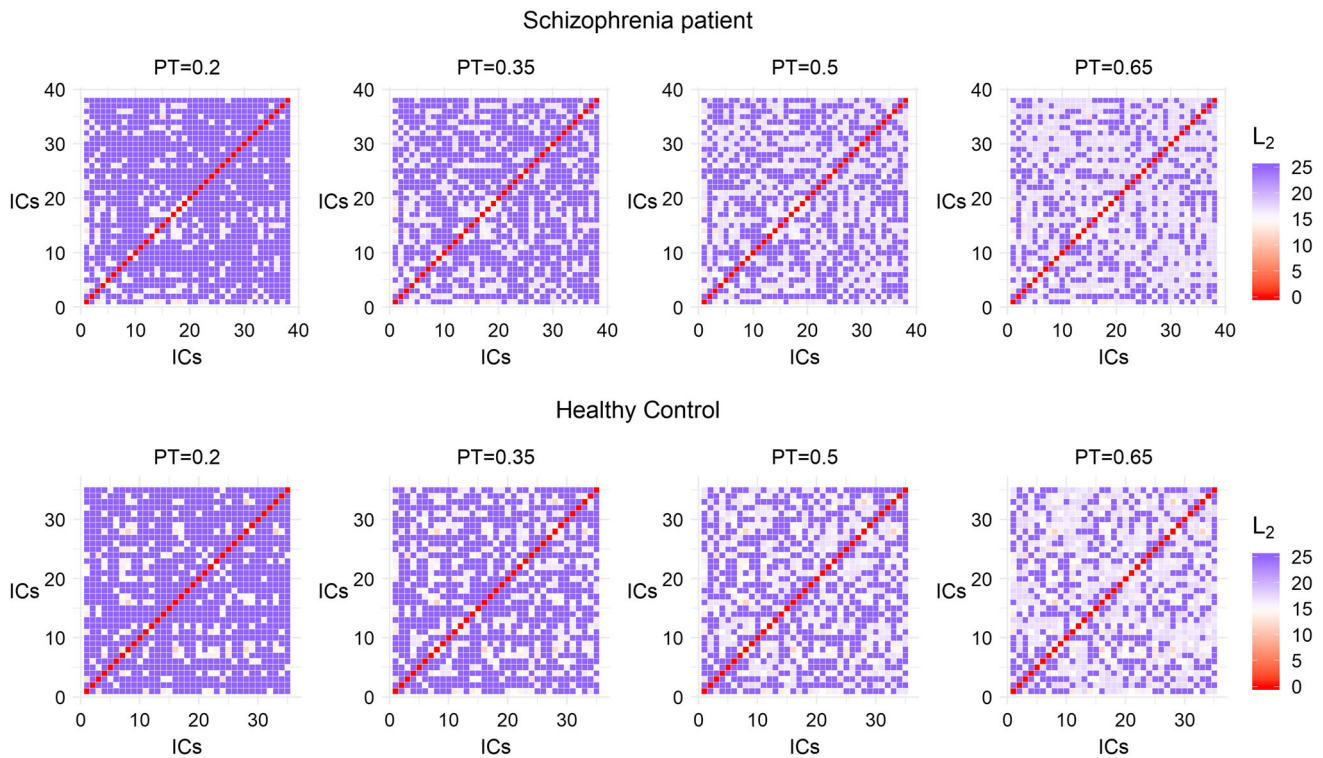 Schizophrenia patient
PT=0.2 PT=0.35 PT=0.5 PT=0.65
40
30
ICs 20 ICs ICs ICs
10
0
0 10 20 30 40 0 10 20 30 40 0 10 20 30 40 0 10 20 30 40
ICs ICs ICs ICs
L2
25
20
15
10
5
0
Healthy Control
PT=0.2 PT=0.35 PT=0.5 PT=0.65
30
20
ICs ICs ICs ICs
10
0
0 10 20 30 0 10 20 30 0 10 20 30 0 10 20 30
ICs ICs ICs ICs
L2
25
20
15
10
5
0